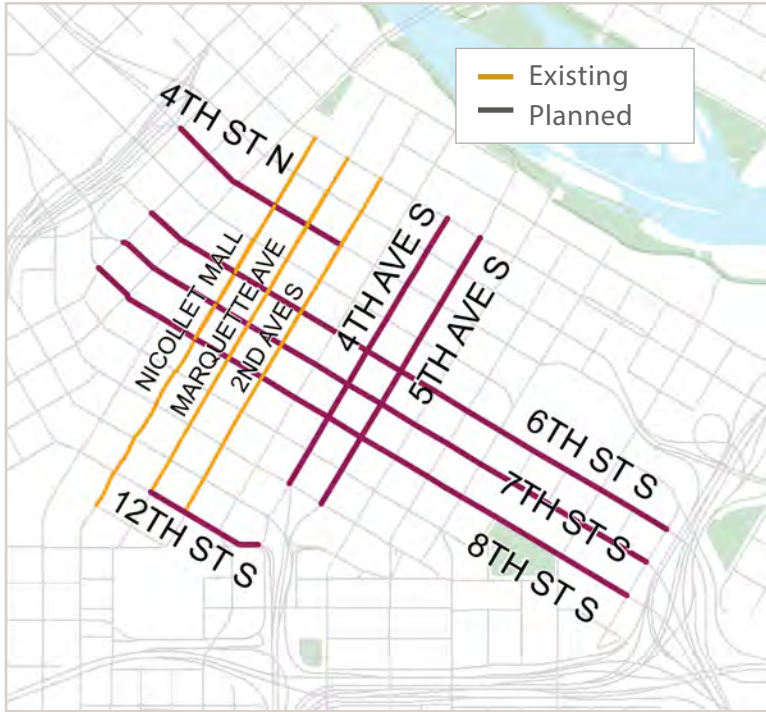 Existing
Planned
4TH ST N
NICOLLET MALL
MARQUETTE AVE
2ND AVE S
4TH AVE S
5TH AVE S
6TH ST S
7TH ST S
8TH ST S
12TH ST S